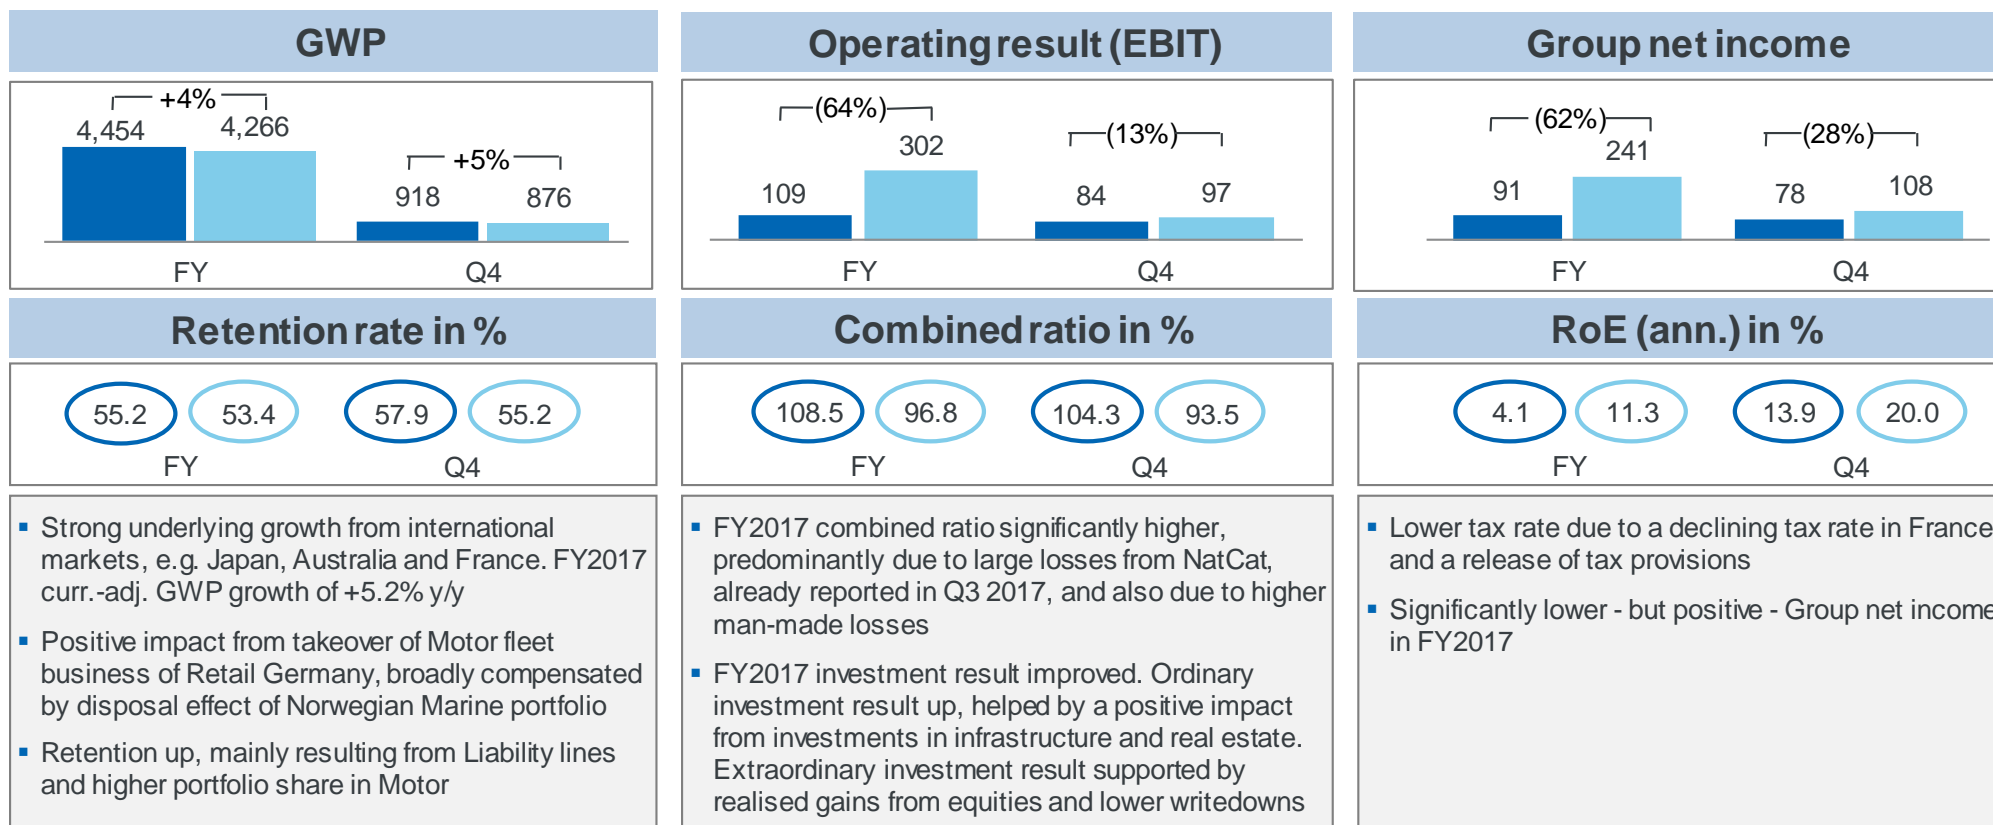 GWP
+4%
4,454
4,266
+5%
918
876
FY
Q4
Operating result (EBIT)
(64%)
302
109
(13%)
84
97
FY
Q4
Group net income
(62%)
241
91
(28%)
78
108
FY
Q4
Retention rate in %
55.2
53.4
57.9
55.2
FY
Q4
Combined ratio in %
108.5
96.8
104.3
93.5
FY
Q4
RoE (ann.) in %
4.1
11.3
13.9
20.0
FY
Q4
▪ Strong underlying growth from international
markets, e.g. Japan, Australia and France. FY2017
curr.-adj. GWP growth of +5.2% y/y
▪ Positive impact from takeover of Motor fleet
business of Retail Germany, broadly compensated
by disposal effect of Norwegian Marine portfolio
▪ Retention up, mainly resulting from Liability lines
and higher portfolio share in Motor
▪ FY2017 combined ratio significantly higher,
predominantly due to large losses from NatCat,
already reported in Q3 2017, and also due to higher
man-made losses
▪ FY2017 investment result improved. Ordinary
investment result up, helped by a positive impact
from investments in infrastructure and real estate.
Extraordinary investment result supported by
realised gains from equities and lower writedowns
▪ Lower tax rate due to a declining tax rate in France
and a release of tax provisions
▪ Significantly lower - but positive - Group net income
in FY2017